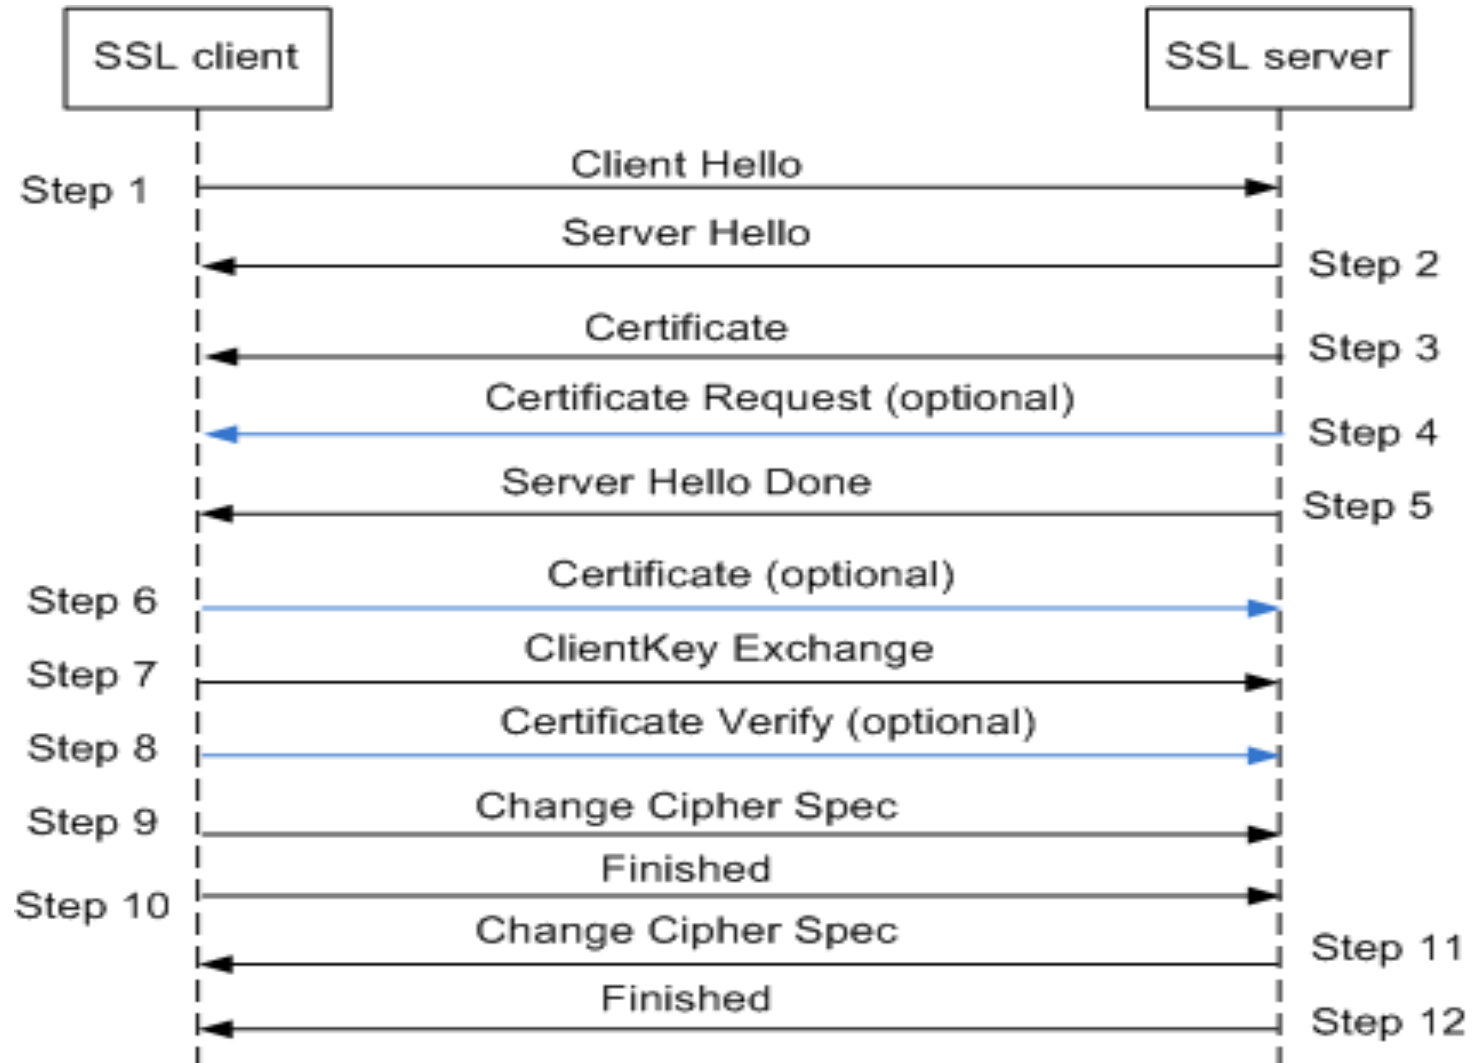 SSL client
SSL server
Client Hello
Step 1
Server Hello
Step 2
Certificate
Step 3
Certificate Request (optional)
Step 4
Server Hello Done
Step 5
Certificate (optional)
Step 6
ClientKey Exchange
Step 7
Certificate Verify (optional)
Step 8
Change Cipher Spec
Step 9
Finished
Step 10
Change Cipher Spec
Step 11
Finished
Step 12